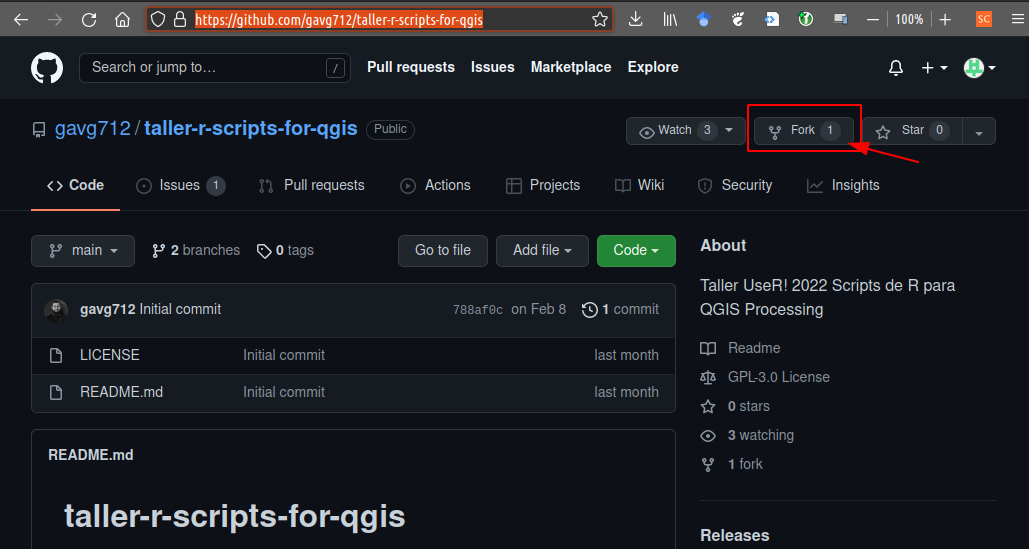 https://github.com/gavg712/taller-r-scripts-for-qgis
100%
SC
Search or jump to…
/
Pull requests
Issues
Marketplace
Explore
gavg712 / taller-r-scripts-for-qgis
Public
Watch 3
Fork 1
Star 0
Code
Issues 1
Pull requests
Actions
Projects
Wiki
Security
Insights
main
2 branches
0 tags
Go to file
Add file
Code
gavg712 Initial commit
788af0c on Feb 8
1 commit
LICENSE Initial commit last month
README.md Initial commit last month
README.md
taller-r-scripts-for-qgis
About
Taller UseR! 2022 Scripts de R para
QGIS Processing
Readme
GPL-3.0 License
0 stars
3 watching
1 fork
Releases